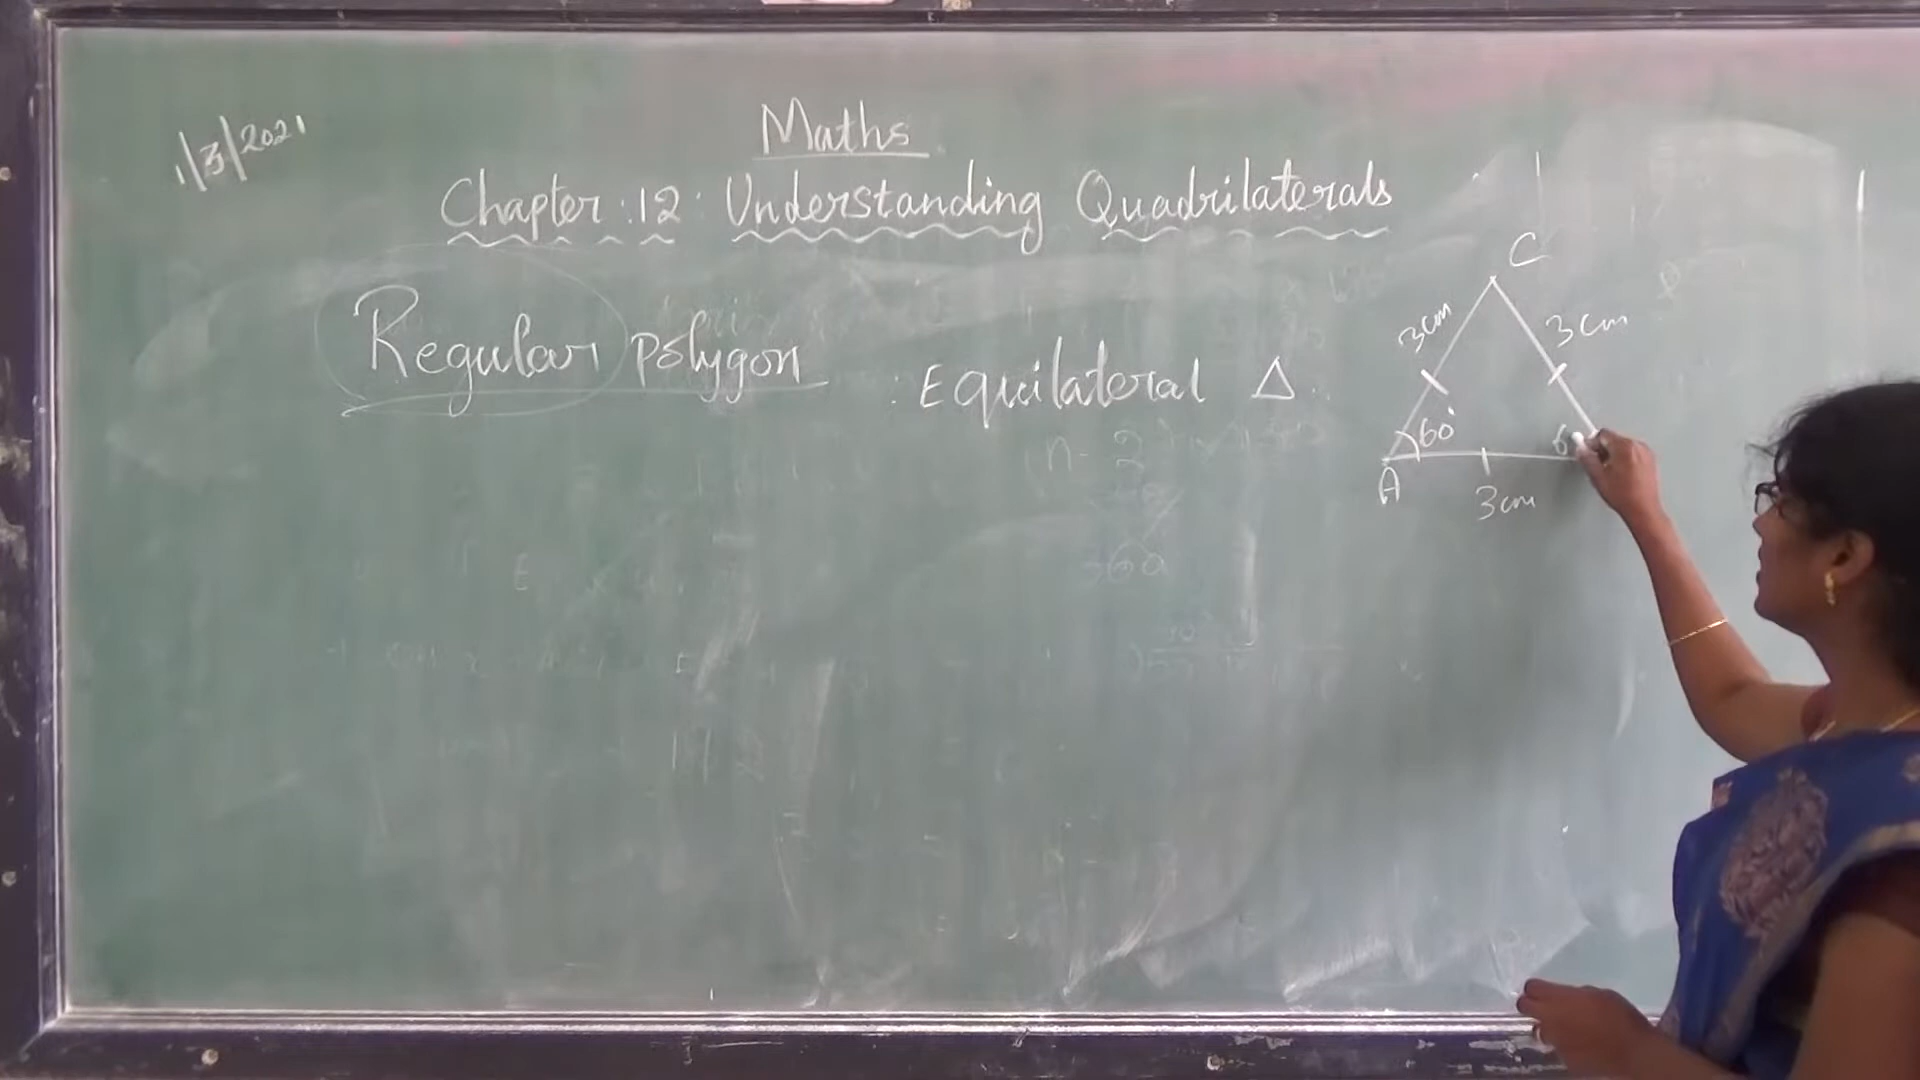 1/3/2021
Maths
Chapter:12: Understanding Quadrilaterals
Regular polygon : Equilateral Δ
C
3cm 3cm
60°
A
3cm